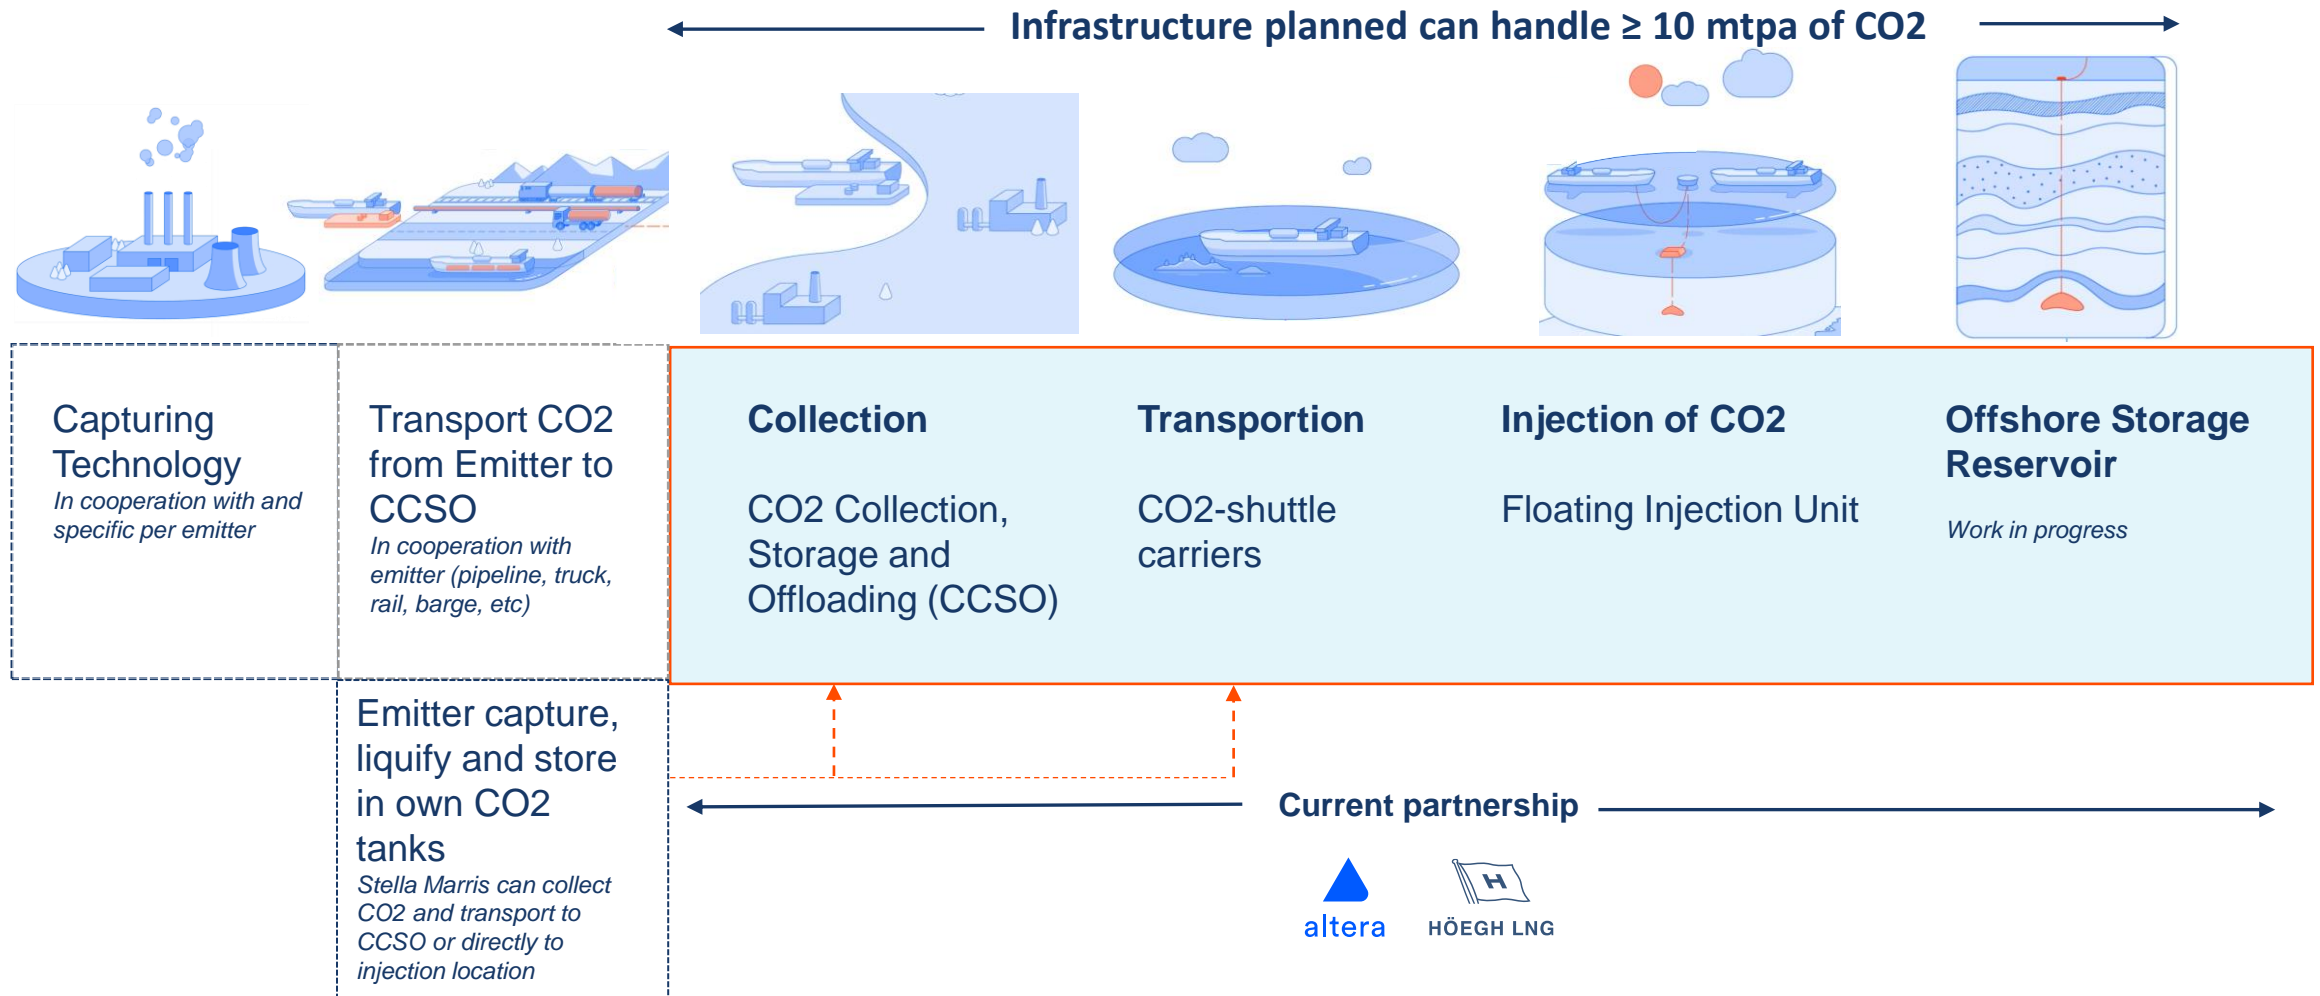 Infrastructure planned can handle ≥ 10 mtpa of CO2
Capturing
Technology
In cooperation with and
specific per emitter
Transport CO2
from Emitter to
CCSO
In cooperation with
emitter (pipeline, truck,
rail, barge, etc)
Collection
CO2 Collection,
Storage and
Offloading (CCSO)
Transportion
CO2-shuttle
carriers
Injection of CO2
Floating Injection Unit
Offshore Storage
Reservoir
Work in progress
Emitter capture,
liquify and store
in own CO2
tanks
Stella Marris can collect
CO2 and transport to
CCSO or directly to
injection location
Current partnership
altera
H
HÖEGH LNG